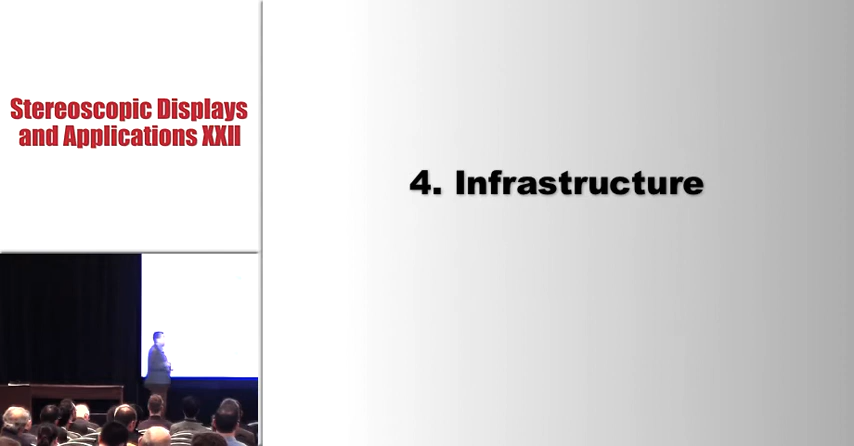 Stereoscopic Displays
and Applications XXII
4. Infrastructure